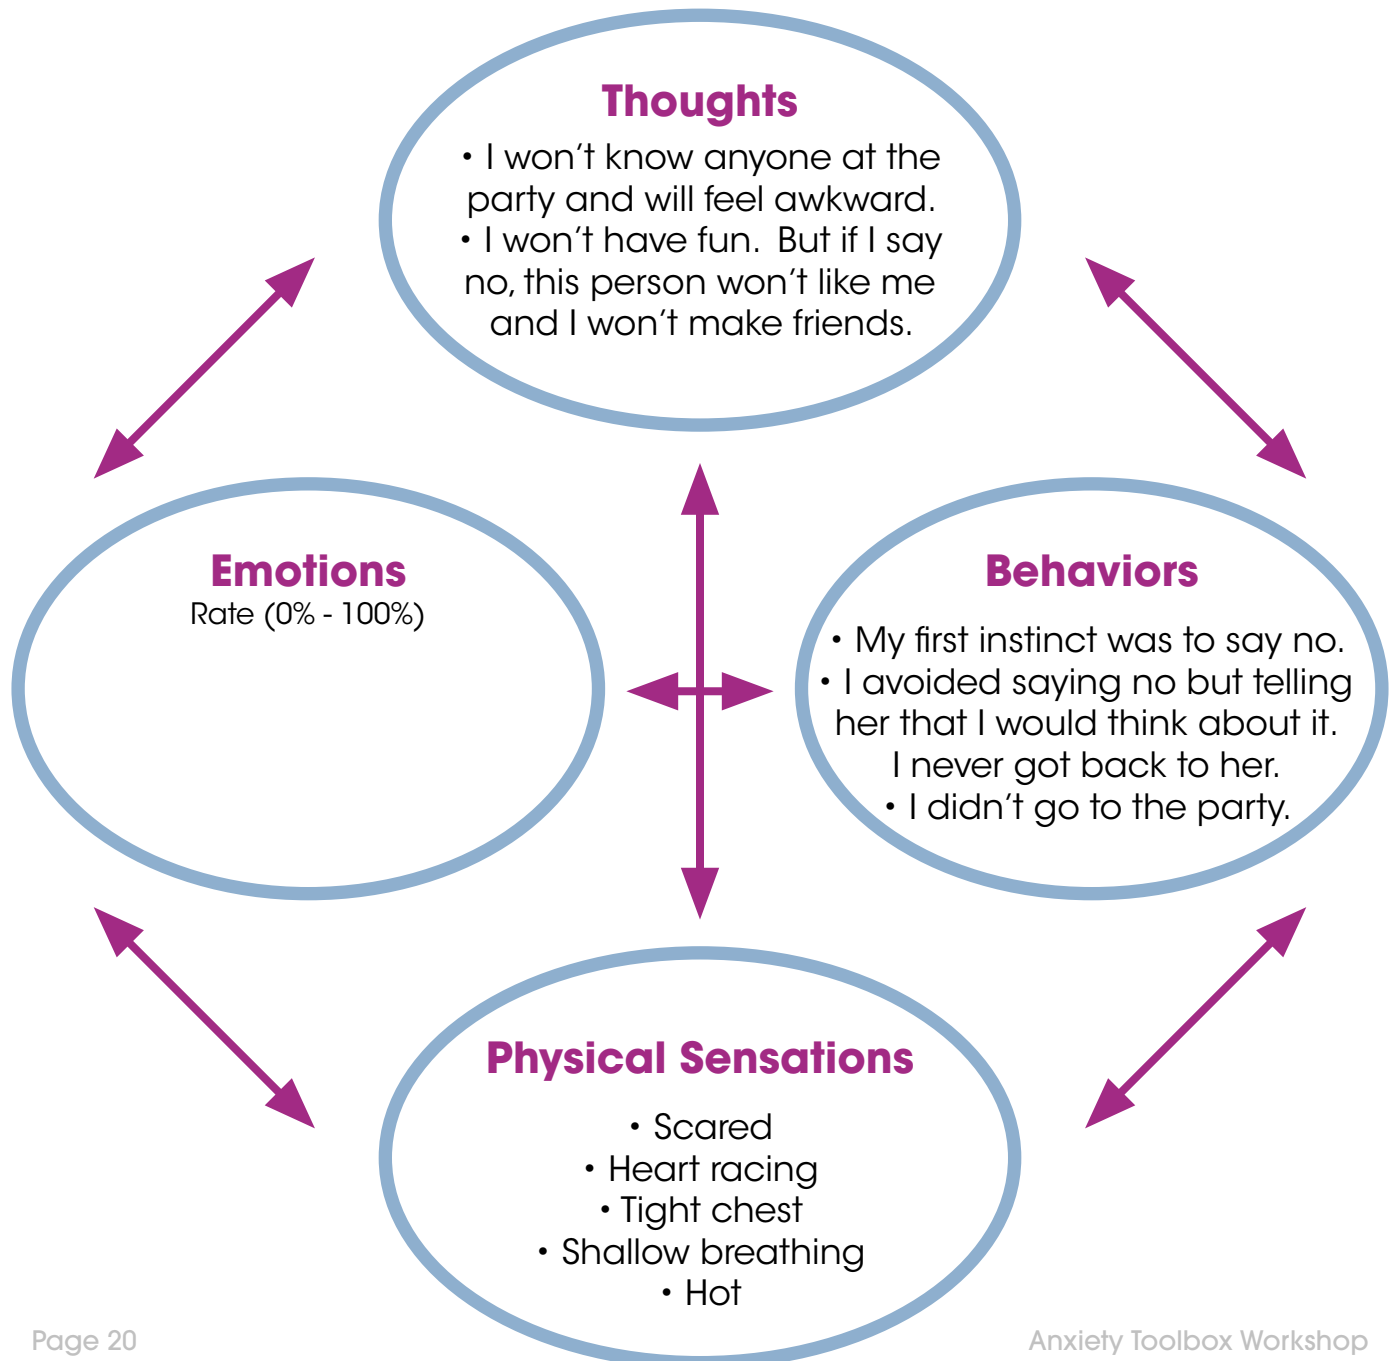 Thoughts
• I won't know anyone at the
party and will feel awkward.
• I won't have fun.  But if I say
no, this person won't like me
and I won't make friends.
Emotions
Rate (0% - 100%)
Behaviors
• My first instinct was to say no.
• I avoided saying no but telling
her that I would think about it.
I never got back to her.
• I didn't go to the party.
Physical Sensations
• Scared
• Heart racing
• Tight chest
• Shallow breathing
• Hot
Page 20
Anxiety Toolbox Workshop